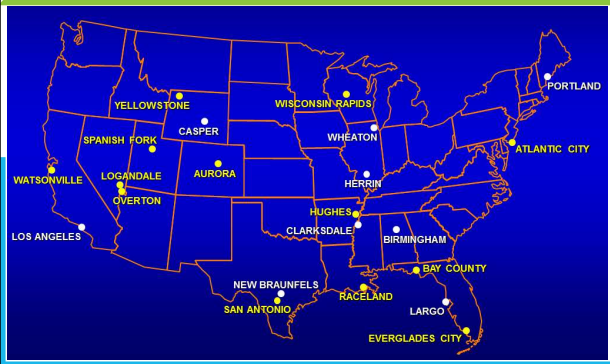 PORTLAND
YELLOWSTONE
WISCONSIN RAPIDS
CASPER
WHEATON
SPANISH FORK
ATLANTIC CITY
WATSONVILLE
LOGANDALE
AURORA
HERRIN
OVERTON
HUGHES
CLARKSDALE
LOS ANGELES
BIRMINGHAM
BAY COUNTY
NEW BRAUNFELS
RACELAND
SAN ANTONIO
LARGO
EVERGLADES CITY